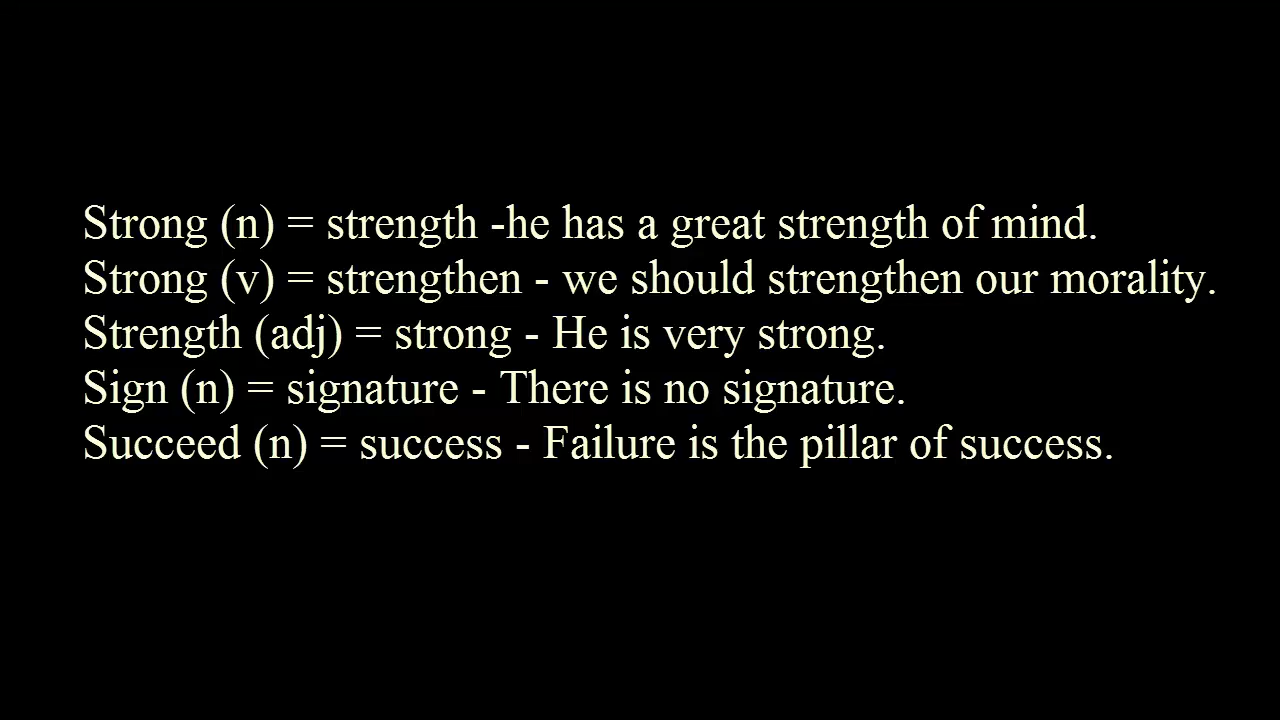 Strong (n) = strength -he has a great strength of mind.
Strong (v) = strengthen - we should strengthen our morality.
Strength (adj) = strong - He is very strong.
Sign (n) = signature - There is no signature.
Succeed (n) = success - Failure is the pillar of success.